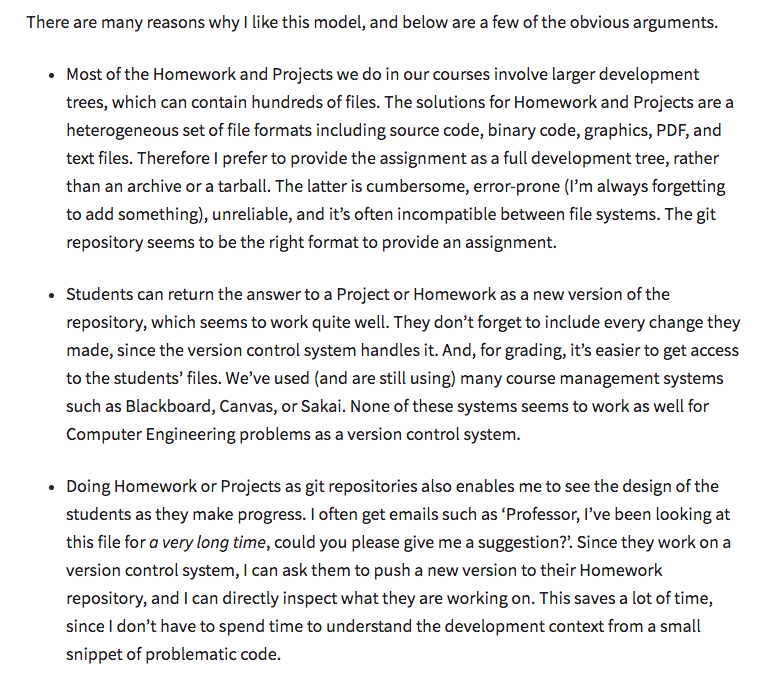 There are many reasons why I like this model, and below are a few of the obvious arguments.
• Most of the Homework and Projects we do in our courses involve larger development
trees, which can contain hundreds of files. The solutions for Homework and Projects are a
heterogeneous set of file formats including source code, binary code, graphics, PDF, and
text files. Therefore I prefer to provide the assignment as a full development tree, rather
than an archive or a tarball. The latter is cumbersome, error-prone (I’m always forgetting
to add something), unreliable, and it’s often incompatible between file systems. The git
repository seems to be the right format to provide an assignment.
• Students can return the answer to a Project or Homework as a new version of the
repository, which seems to work quite well. They don’t forget to include every change they
made, since the version control system handles it. And, for grading, it’s easier to get access
to the students’ files. We’ve used (and are still using) many course management systems
such as Blackboard, Canvas, or Sakai. None of these systems seems to work as well for
Computer Engineering problems as a version control system.
• Doing Homework or Projects as git repositories also enables me to see the design of the
students as they make progress. I often get emails such as ‘Professor, I’ve been looking at
this file for a very long time, could you please give me a suggestion?’. Since they work on a
version control system, I can ask them to push a new version to their Homework
repository, and I can directly inspect what they are working on. This saves a lot of time,
since I don’t have to spend time to understand the development context from a small
snippet of problematic code.